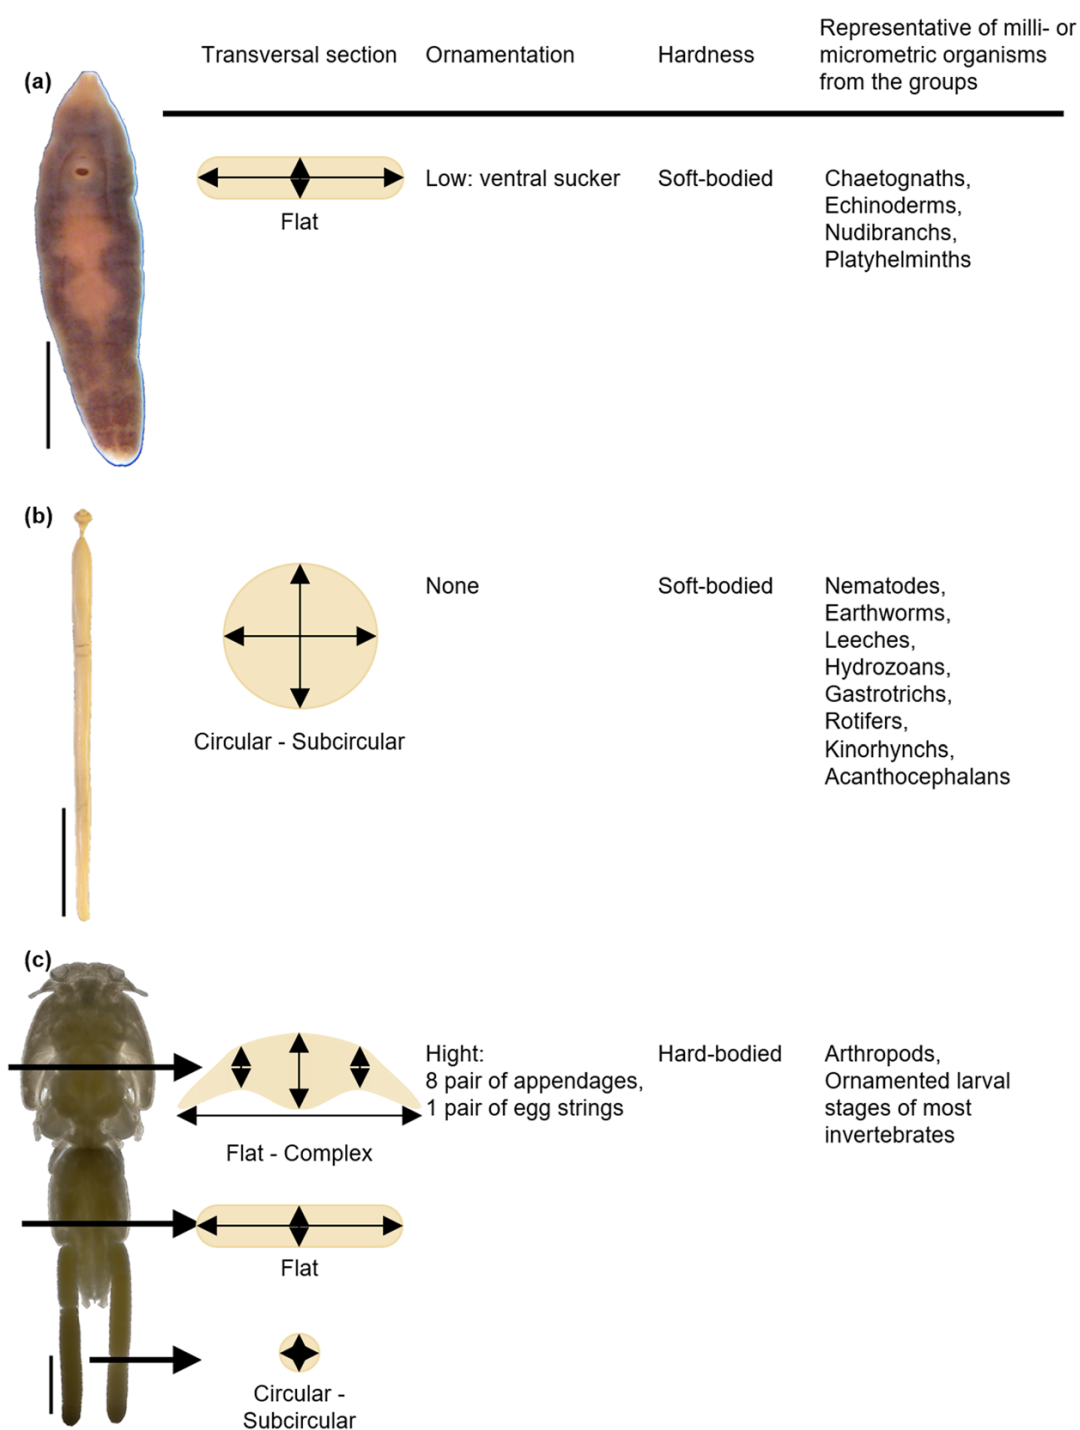 Transversal section
Ornamentation
Hardness
Representative of milli- or
micrometric organisms
from the groups
(a)
Flat
Low: ventral sucker
Soft-bodied
Chaetognaths,
Echinoderms,
Nudibranchs,
Platyhelminths
(b)
Circular - Subcircular
None
Soft-bodied
Nematodes,
Earthworms,
Leeches,
Hydrozoans,
Gastrotrichs,
Rotifers,
Kinorhynchs,
Acanthocephalans
(c)
Flat - Complex
Hight:
8 pair of appendages,
1 pair of egg strings
Hard-bodied
Arthropods,
Ornamented larval
stages of most
invertebrates
Flat
Circular -
Subcircular